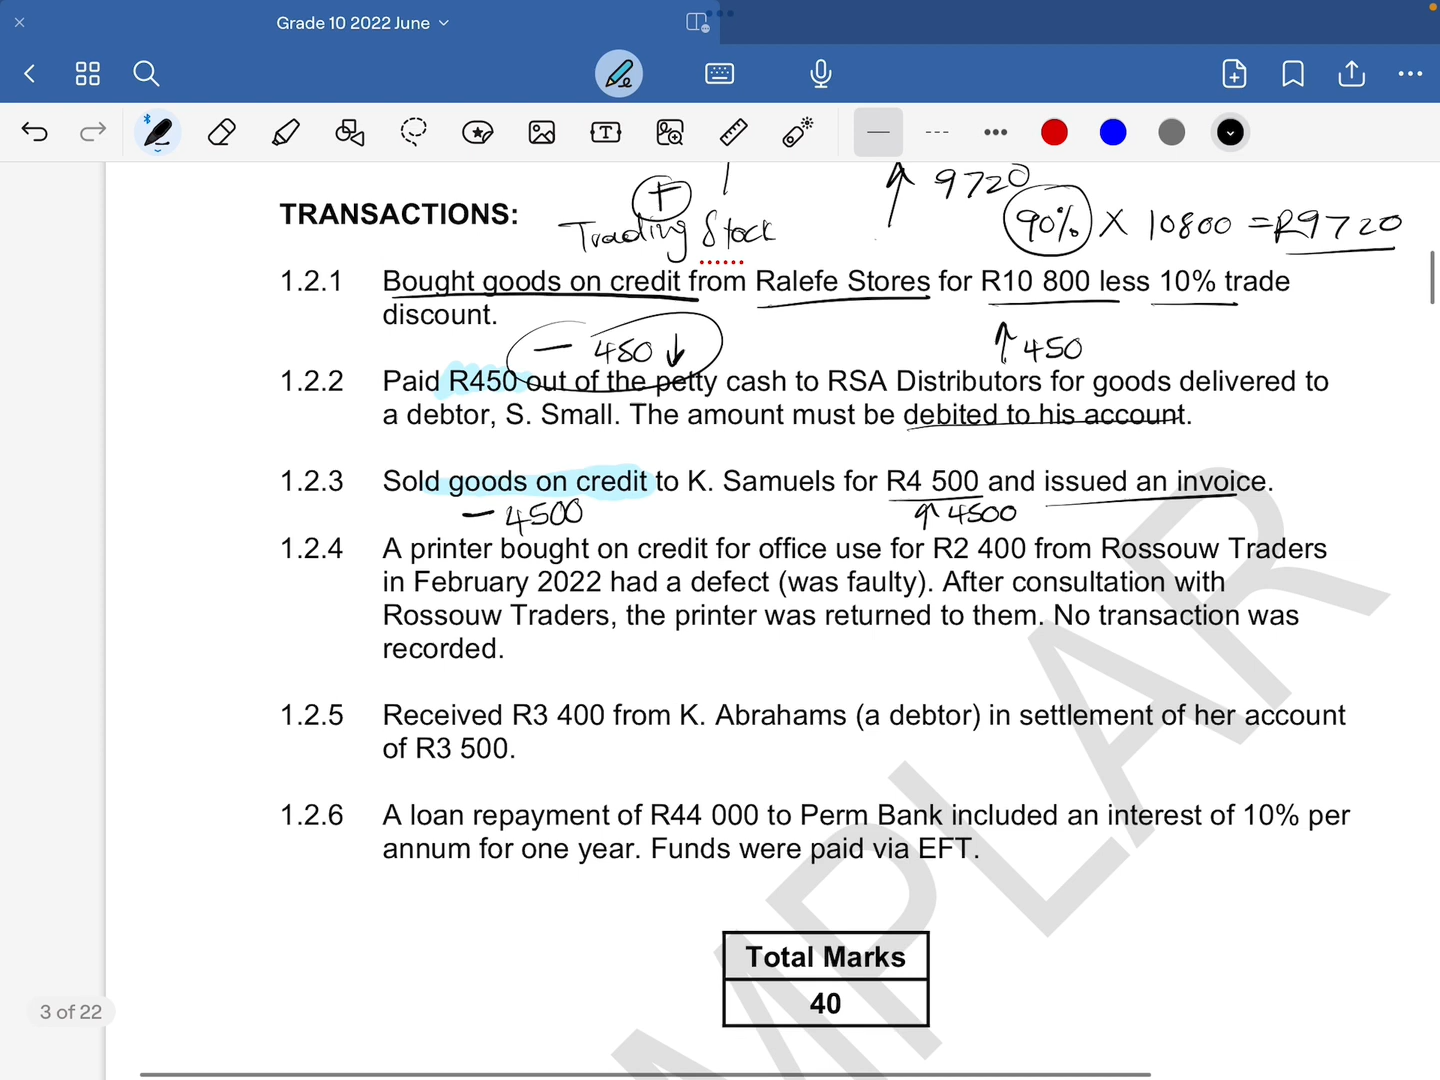 Grade 10 2022 June
↑ 9720
+
TRANSACTIONS:
Trading Stock
90% × 10800 = R9720
1.2.1 Bought goods on credit from Ralefe Stores for R10 800 less 10% trade
discount.
— 450 ↓
↑ 450
1.2.2 Paid R450 out of the petty cash to RSA Distributors for goods delivered to
a debtor, S. Small. The amount must be debited to his account.
1.2.3 Sold goods on credit to K. Samuels for R4 500 and issued an invoice.
— 4500
↑ 4500
1.2.4 A printer bought on credit for office use for R2 400 from Rossouw Traders
in February 2022 had a defect (was faulty). After consultation with
Rossouw Traders, the printer was returned to them. No transaction was
recorded.
1.2.5 Received R3 400 from K. Abrahams (a debtor) in settlement of her account
of R3 500.
1.2.6 A loan repayment of R44 000 to Perm Bank included an interest of 10% per
annum for one year. Funds were paid via EFT.
Total Marks
40
3 of 22
MPLAR